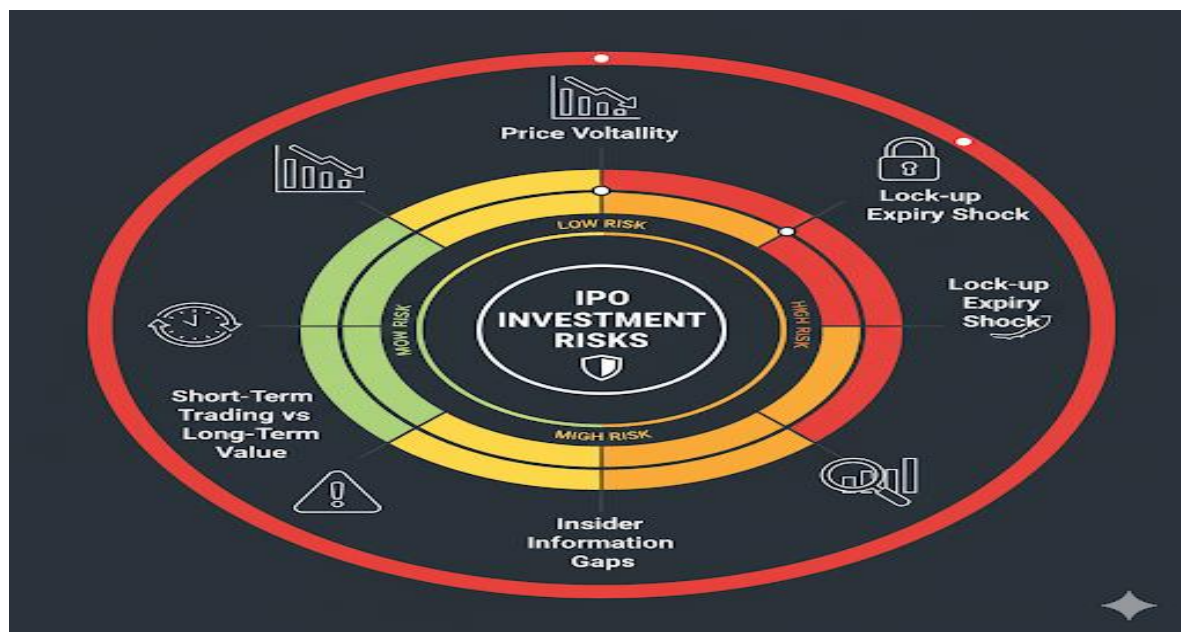 Price Voltallity
Lock-up
Expiry Shock
LOW RISK
Lock-up
Expiry
Shock
IPO
INVESTMENT
RISKS
MOW RISK
HIGH RISK
Short-Term
Trading vs
Long-Term
Value
MIGH RISK
Insider
Information
Gaps